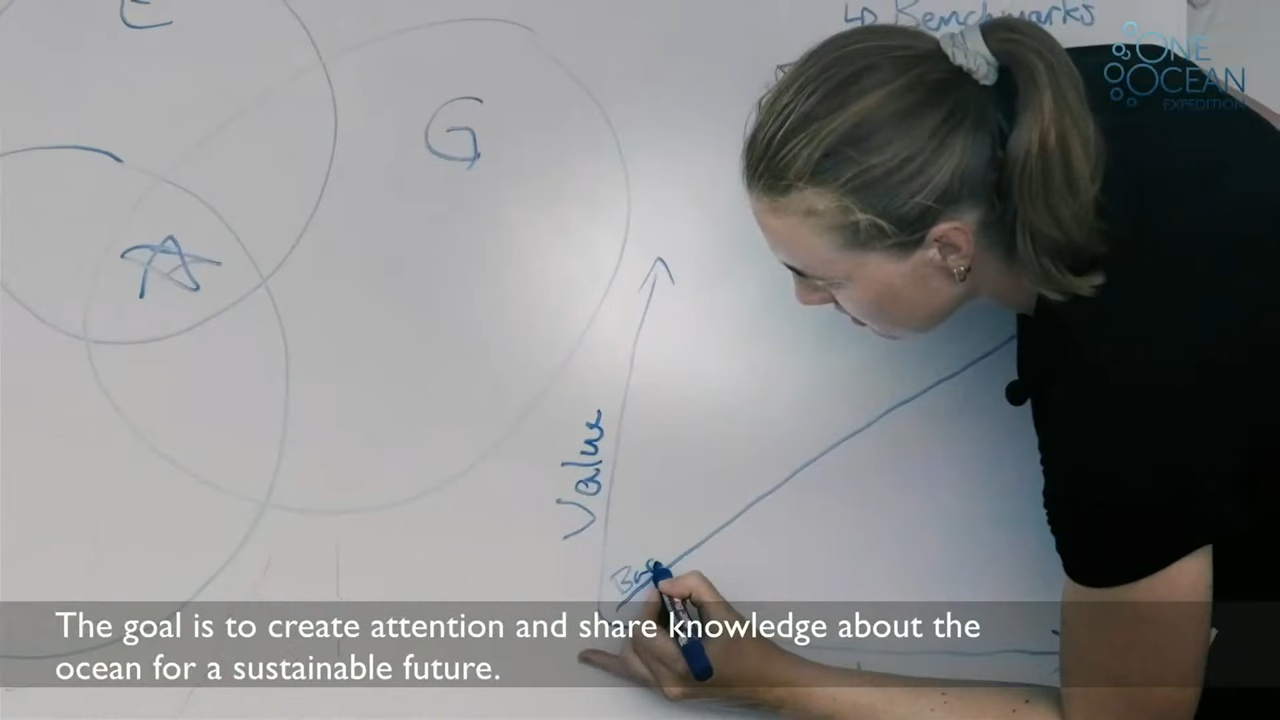 E
↳ Benchmarks
ONE
OCEAN
EXPEDITION
G
Value
The goal is to create attention and share knowledge about the
ocean for a sustainable future.